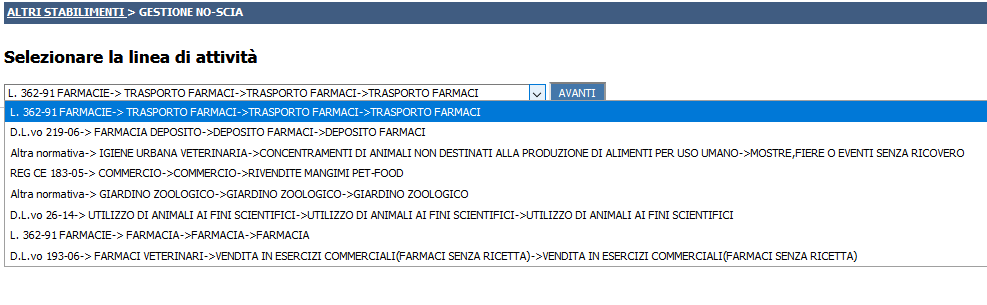 ALTRI STABILIMENTI > GESTIONE NO-SCIA
Selezionare la linea di attività
L. 362-91 FARMACIE-> TRASPORTO FARMACI->TRASPORTO FARMACI->TRASPORTO FARMACI AVANTI
L. 362-91 FARMACIE-> TRASPORTO FARMACI->TRASPORTO FARMACI->TRASPORTO FARMACI
D.L.vo 219-06-> FARMACIA DEPOSITO->DEPOSITO FARMACI->DEPOSITO FARMACI
Altra normativa-> IGIENE URBANA VETERINARIA->CONCENTRAMENTI DI ANIMALI NON DESTINATI ALLA PRODUZIONE DI ALIMENTI PER USO UMANO->MOSTRE,FIERE O EVENTI SENZA RICOVERO
REG CE 183-05-> COMMERCIO->COMMERCIO->RIVENDITE MANGIMI PET-FOOD
Altra normativa-> GIARDINO ZOOLOGICO->GIARDINO ZOOLOGICO->GIARDINO ZOOLOGICO
D.L.vo 26-14-> UTILIZZO DI ANIMALI AI FINI SCIENTIFICI->UTILIZZO DI ANIMALI AI FINI SCIENTIFICI->UTILIZZO DI ANIMALI AI FINI SCIENTIFICI
L. 362-91 FARMACIE-> FARMACIA->FARMACIA->FARMACIA
D.L.vo 193-06-> FARMACI VETERINARI->VENDITA IN ESERCIZI COMMERCIALI(FARMACI SENZA RICETTA)->VENDITA IN ESERCIZI COMMERCIALI(FARMACI SENZA RICETTA)